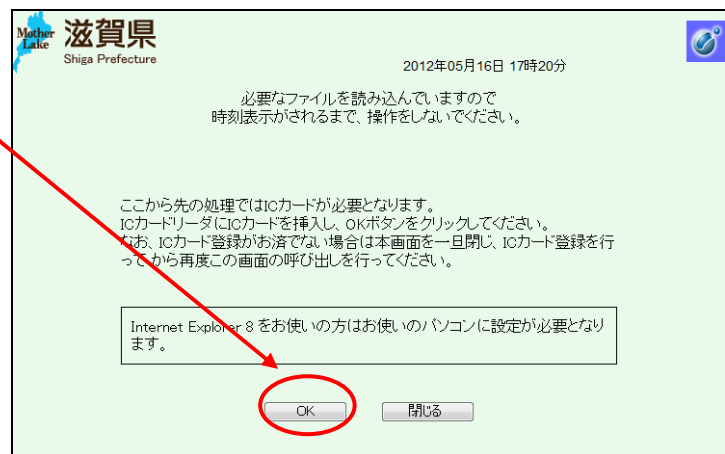 Mother
Lake
滋賀県
Shiga Prefecture
2012年05月16日 17時20分
必要なファイルを読み込んでいますので
時刻表示がされるまで、操作をしないでください。
ここから先の処理ではICカードが必要となります。
ICカードリーダにICカードを挿入し、OKボタンをクリックしてください。
なお、ICカード登録がお済でない場合は本画面を一旦閉じ、ICカード登録を行
って から再度この画面の呼び出しを行ってください。
Internet Explorer 8 をお使いの方はお使いのパソコンに設定が必要となり
ます。
OK
閉じる